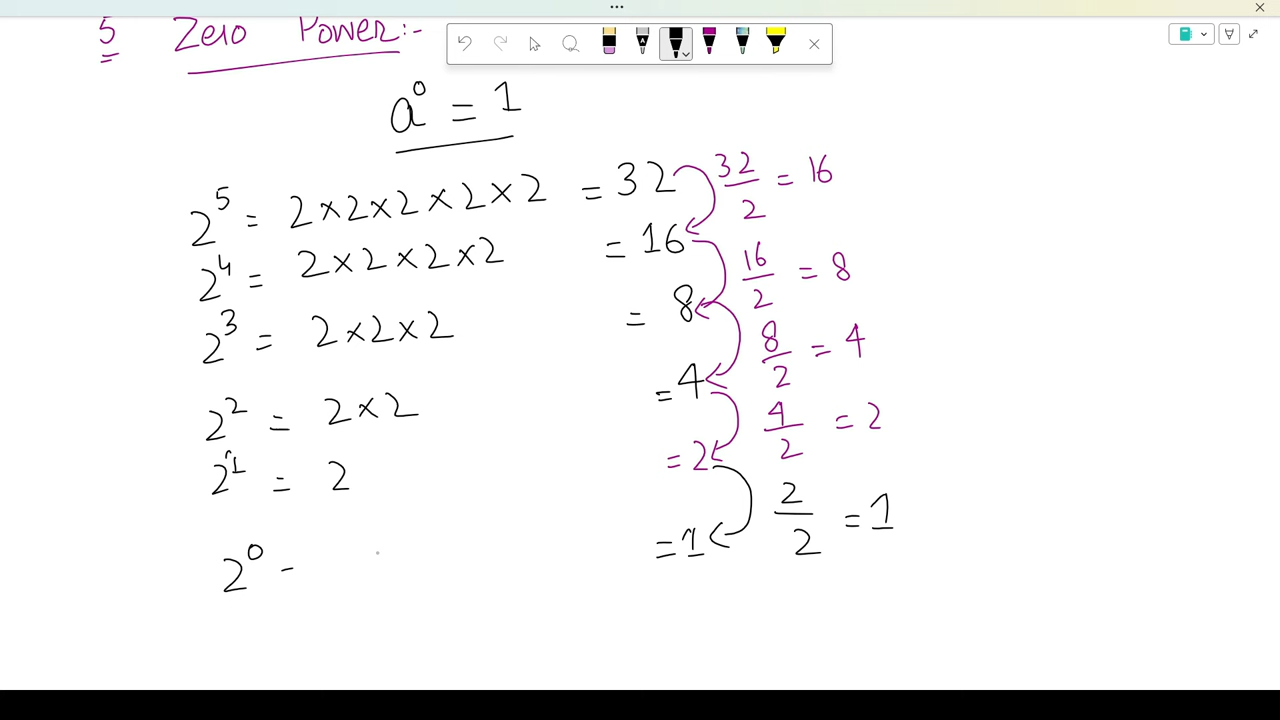 5 Zero Power:-
a⁰ = 1
2⁵ = 2×2×2×2×2 = 32 32/2 = 16
2⁴ = 2×2×2×2 = 16 16/2 = 8
2³ = 2×2×2 = 8 8/2 = 4
2² = 2×2 = 4 4/2 = 2
2¹ = 2 = 2 2/2 = 1
2⁰ - = 1